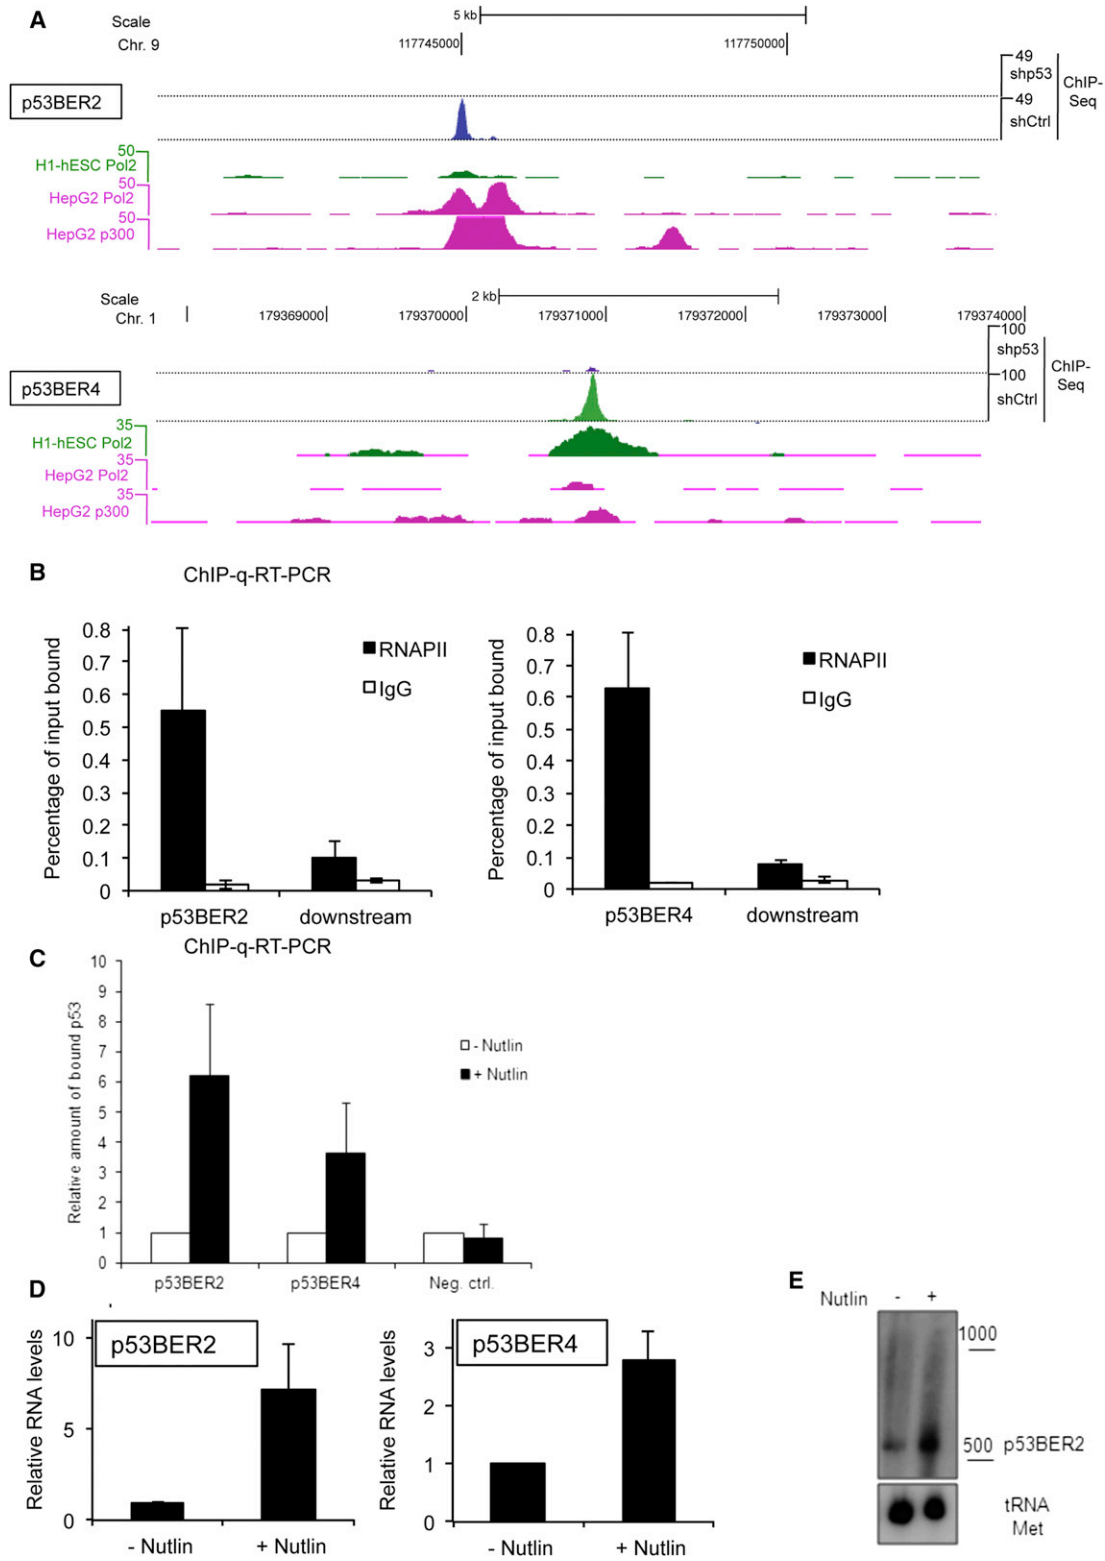 A
Scale
5 kb
Chr. 9
117745000
117750000
49
shp53
ChIP-
Seq
p53BER2
49
shCtrl
50
H1-hESC Pol2
50
HepG2 Pol2
50
HepG2 p300
Scale
2 kb
Chr. 1
179369000
179370000
179371000
179372000
179373000
179374000
100
shp53
ChIP-
Seq
p53BER4
100
shCtrl
35
H1-hESC Pol2
35
HepG2 Pol2
35
HepG2 p300
B
ChIP-q-RT-PCR
Percentage of input bound
0.8
0.7
0.6
0.5
0.4
0.3
0.2
0.1
0
RNAPII
IgG
p53BER2
downstream
Percentage of input bound
0.8
0.7
0.6
0.5
0.4
0.3
0.2
0.1
0
RNAPII
IgG
p53BER4
downstream
C
ChIP-q-RT-PCR
Relative amount of bound p53
10
9
8
7
6
5
4
3
2
1
0
- Nutlin
+ Nutlin
p53BER2
p53BER4
Neg. ctrl.
D
Relative RNA levels
10
5
0
p53BER2
- Nutlin
+ Nutlin
Relative RNA levels
3
2
1
0
p53BER4
- Nutlin
+ Nutlin
E
Nutlin - +
1000
500 p53BER2
tRNA
Met